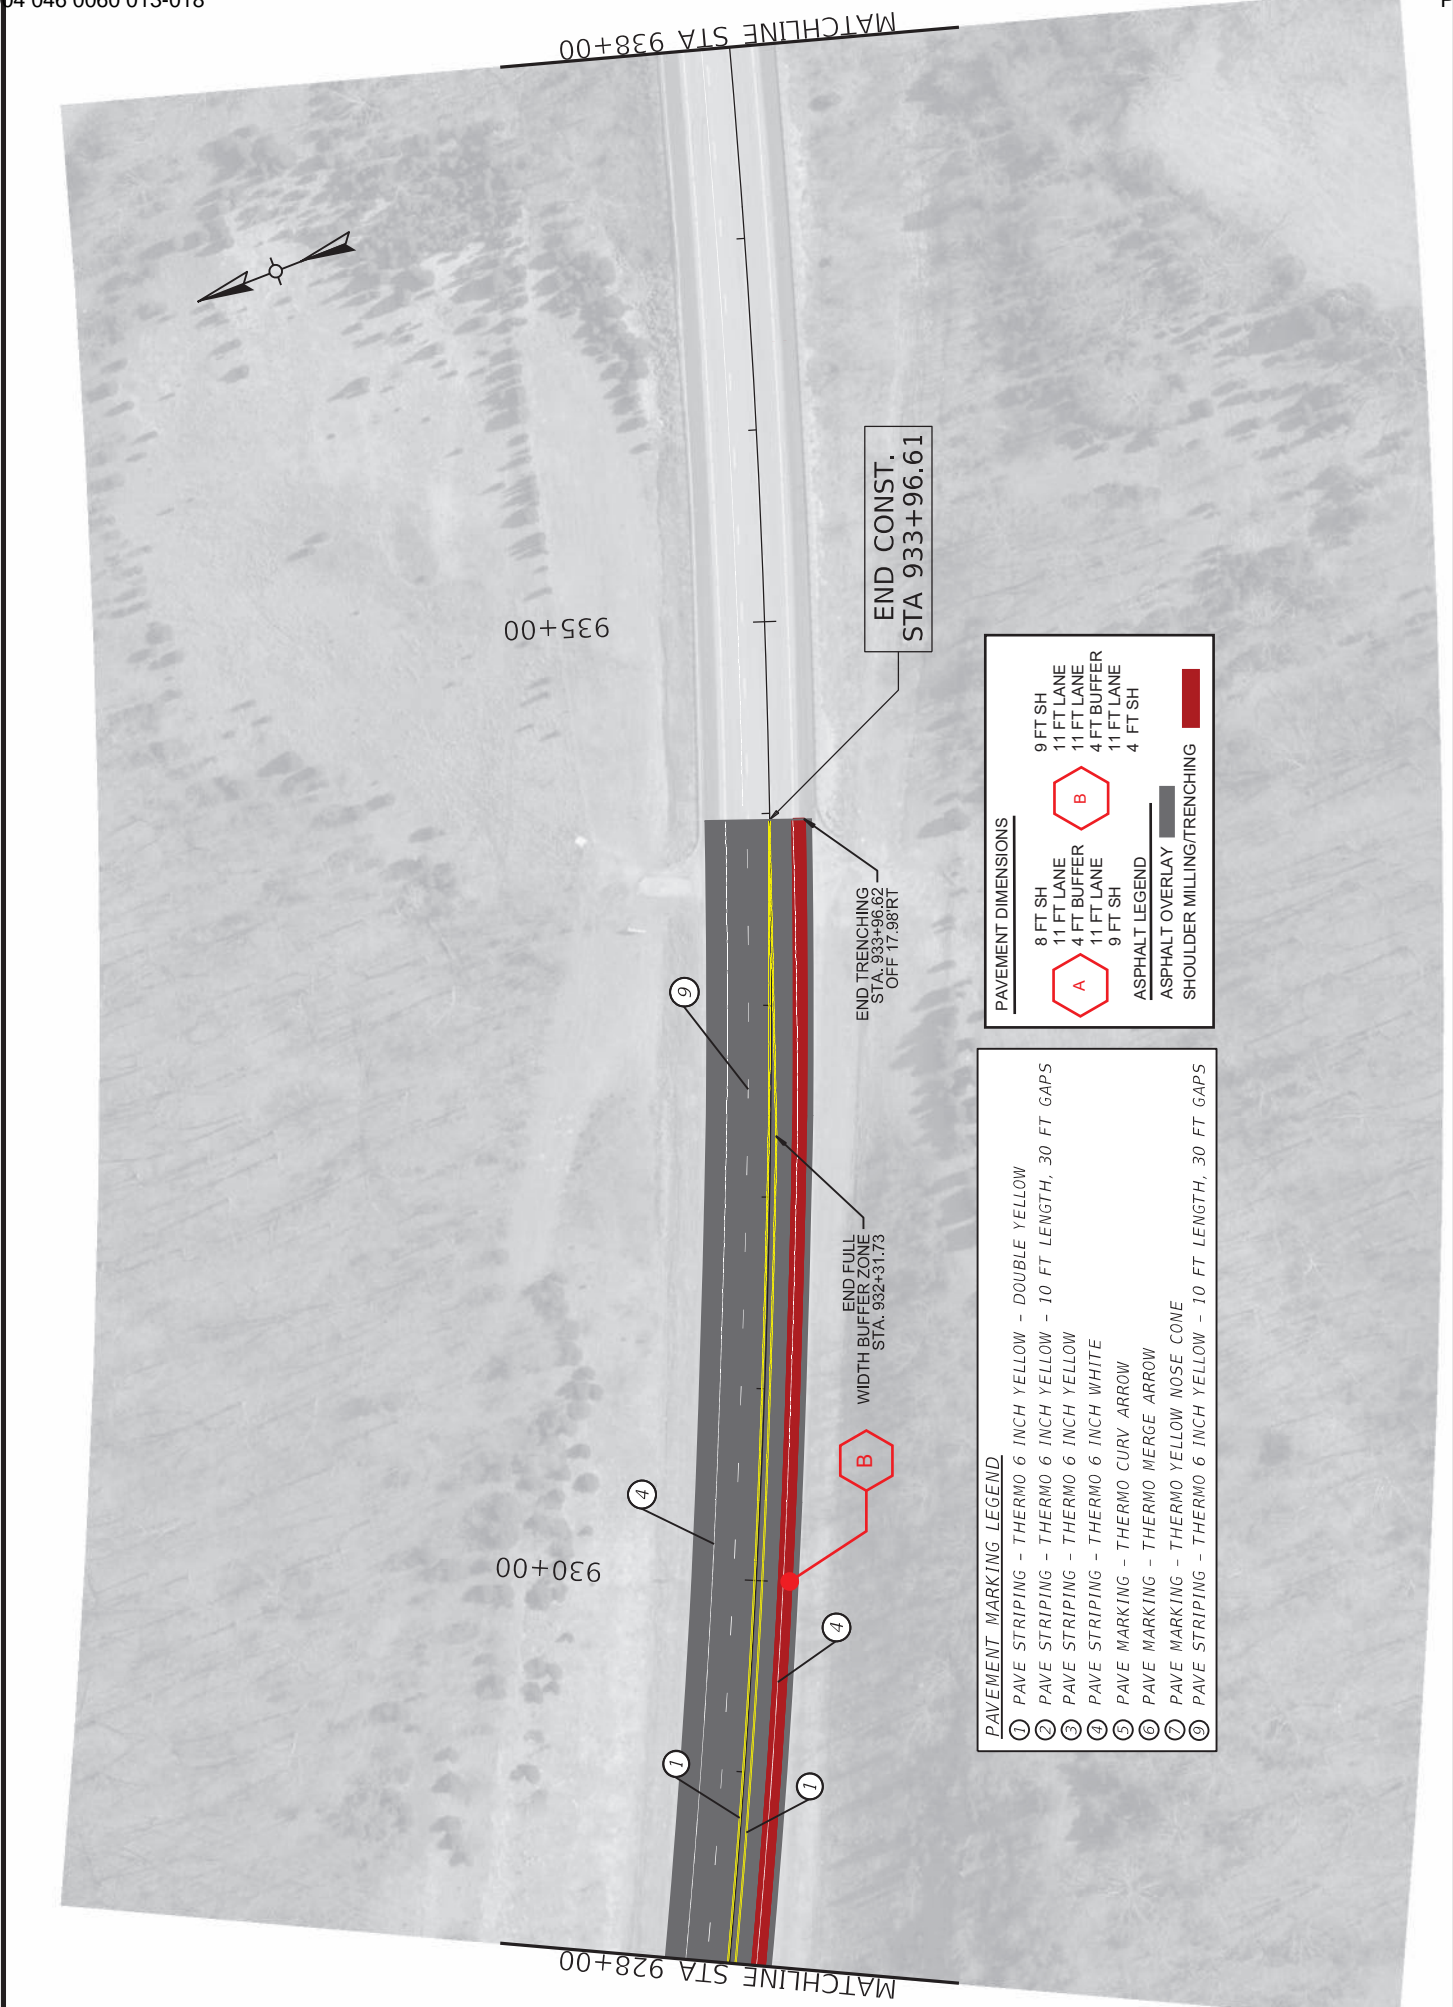 04 046 0060 013-018
MATCHLINE STA 938+00
935+00
END CONST.
STA 933+96.61
END TRENCHING
STA. 933+96.62
OFF 17.98'RT
9
END FULL
WIDTH BUFFER ZONE
STA. 932+31.73
B
4
930+00
4
1
1
MATCHLINE STA 928+00
PAVEMENT DIMENSIONS
A
8 FT SH
11 FT LANE
4 FT BUFFER
11 FT LANE
9 FT SH
B
9 FT SH
11 FT LANE
11 FT LANE
4 FT BUFFER
11 FT LANE
4 FT SH
ASPHALT LEGEND
ASPHALT OVERLAY
SHOULDER MILLING/TRENCHING
PAVEMENT MARKING LEGEND
1 PAVE STRIPING - THERMO 6 INCH YELLOW - DOUBLE YELLOW
2 PAVE STRIPING - THERMO 6 INCH YELLOW - 10 FT LENGTH, 30 FT GAPS
3 PAVE STRIPING - THERMO 6 INCH YELLOW
4 PAVE STRIPING - THERMO 6 INCH WHITE
5 PAVE MARKING - THERMO CURV ARROW
6 PAVE MARKING - THERMO MERGE ARROW
7 PAVE MARKING - THERMO YELLOW NOSE CONE
9 PAVE STRIPING - THERMO 6 INCH YELLOW - 10 FT LENGTH, 30 FT GAPS